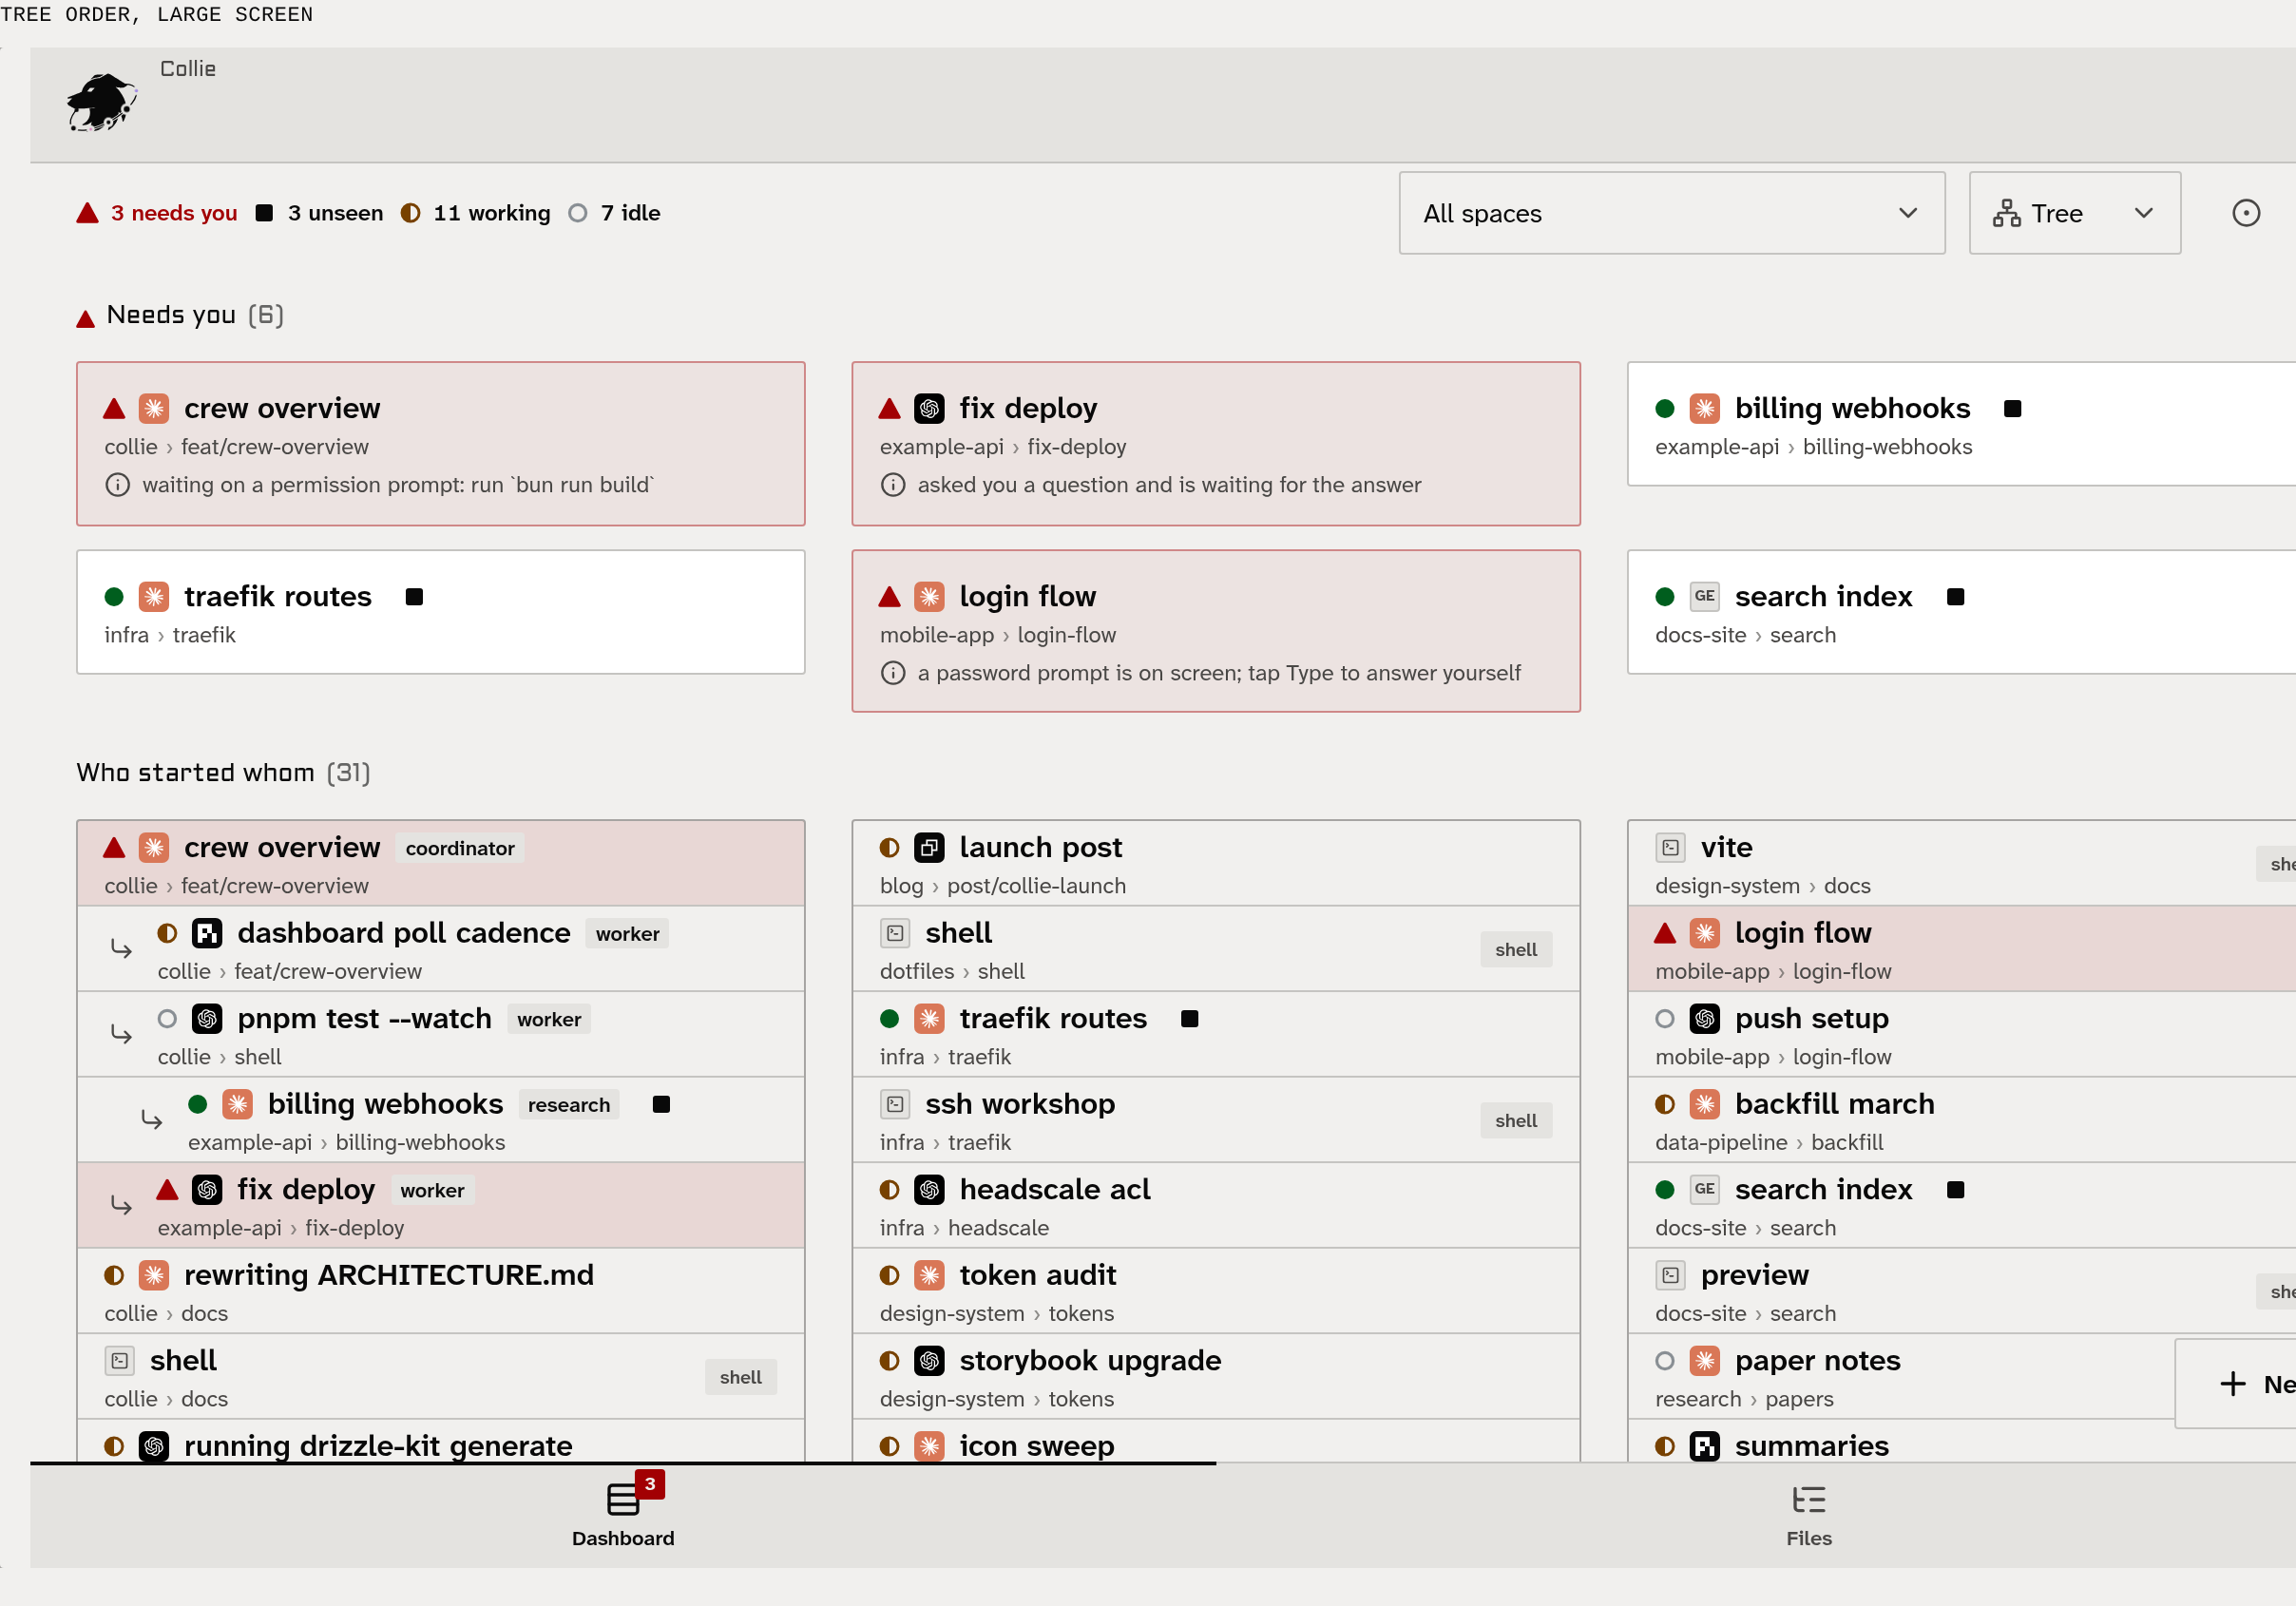 TREE ORDER, LARGE SCREEN
Collie
3 needs you 3 unseen 11 working 7 idle
All spaces
Tree
Needs you (6)
crew overview
collie › feat/crew-overview
waiting on a permission prompt: run `bun run build`
fix deploy
example-api › fix-deploy
asked you a question and is waiting for the answer
billing webhooks
example-api › billing-webhooks
traefik routes
infra › traefik
login flow
mobile-app › login-flow
a password prompt is on screen; tap Type to answer yourself
GE search index
docs-site › search
Who started whom (31)
crew overview coordinator
collie › feat/crew-overview
dashboard poll cadence worker
collie › feat/crew-overview
pnpm test --watch worker
collie › shell
billing webhooks research
example-api › billing-webhooks
fix deploy worker
example-api › fix-deploy
rewriting ARCHITECTURE.md
collie › docs
shell shell
collie › docs
running drizzle-kit generate
launch post
blog › post/collie-launch
shell shell
dotfiles › shell
traefik routes
infra › traefik
ssh workshop shell
infra › traefik
headscale acl
infra › headscale
token audit
design-system › tokens
storybook upgrade
design-system › tokens
icon sweep
vite
design-system › docs
login flow
mobile-app › login-flow
push setup
mobile-app › login-flow
backfill march
data-pipeline › backfill
GE search index
docs-site › search
preview
docs-site › search
paper notes
research › papers
summaries
3
Dashboard
Files